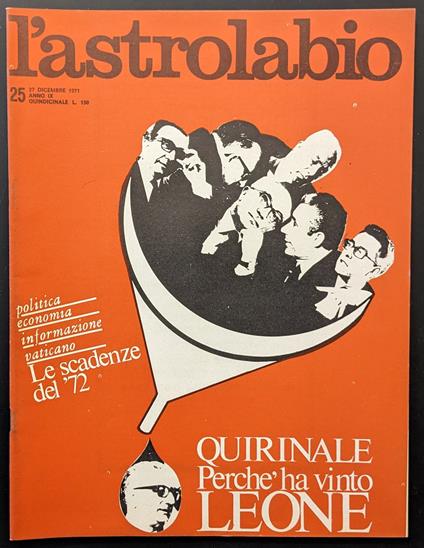 l'astrolabio
25
27 DICEMBRE 1971
ANNO IX
QUINDICINALE L. 150
politica
economia
informazione
vaticano
Le scadenze
del '72
QUIRINALE
Perche' ha vinto
LEONE